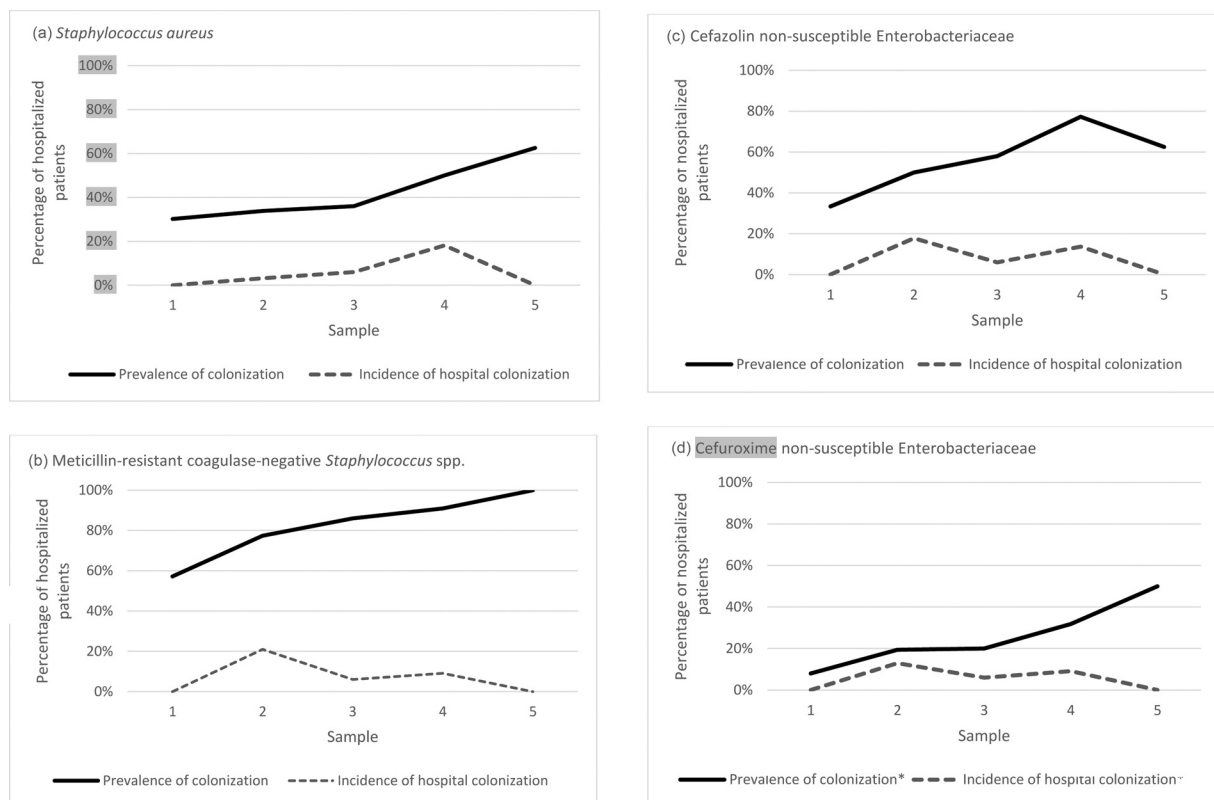 (a) Staphylococcus aureus
Percentage of hospitalized
patients
100%
80%
60%
40%
20%
0%
1 2 3 4 5
Sample
Prevalence of colonization Incidence of hospital colonization
(c) Cefazolin non-susceptible Enterobacteriaceae
Percentage of hospitalized
patients
100%
80%
60%
40%
20%
0%
1 2 3 4 5
Sample
Prevalence of colonization Incidence of hospital colonization
(b) Meticillin-resistant coagulase-negative Staphylococcus spp.
Percentage of hospitalized
patients
100%
80%
60%
40%
20%
0%
1 2 3 4 5
Sample
Prevalence of colonization Incidence of hospital colonization
(d) Cefuroxime non-susceptible Enterobacteriaceae
Percentage of hospitalized
patients
100%
80%
60%
40%
20%
0%
1 2 3 4 5
Sample
Prevalence of colonization* Incidence of hospital colonization